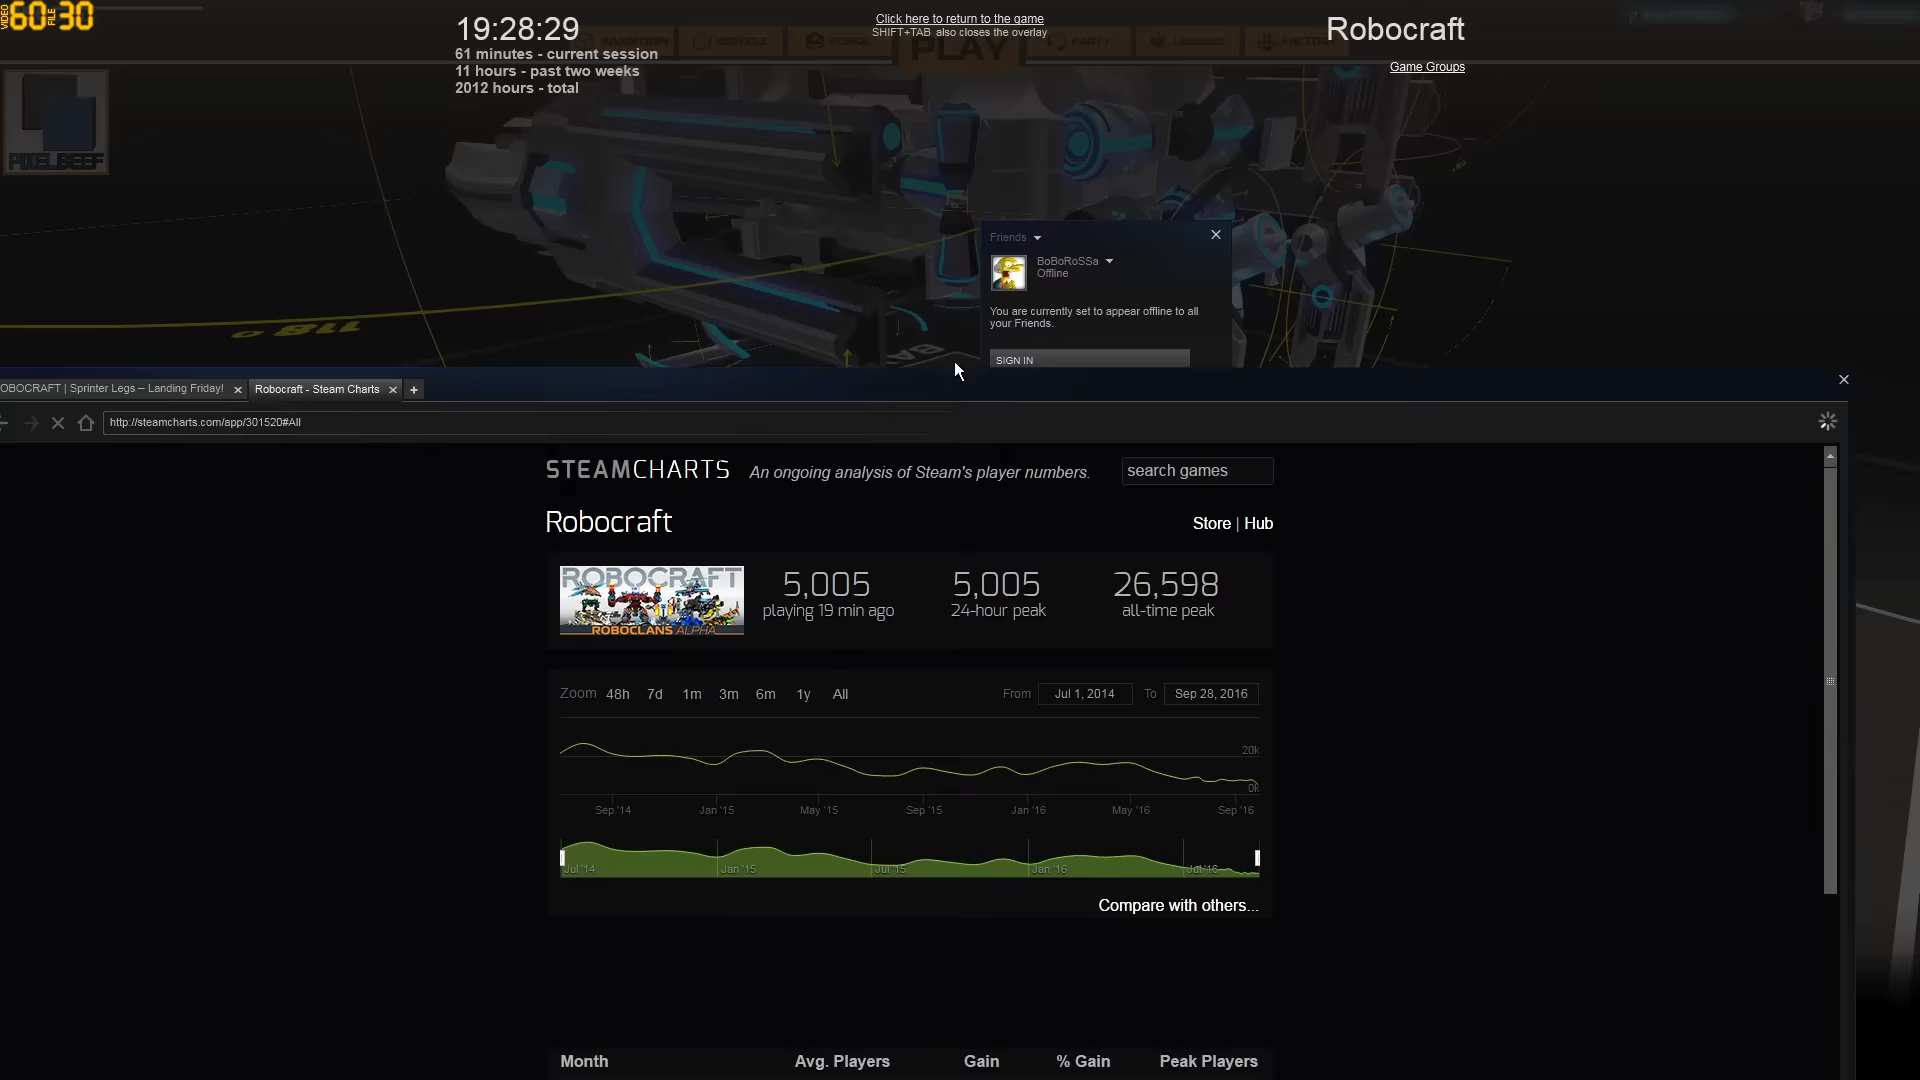 VIDEO 60:30 FILE
19:28:29
61 minutes - current session
11 hours - past two weeks
2012 hours - total
Click here to return to the game
SHIFT+TAB also closes the overlay
PLAY
INVENTORY
FORGE
PARTY
Robocraft
Game Groups
PIXELBEEF
Friends
BoBoRoSSa
Offline
You are currently set to appear offline to all
your Friends.
SIGN IN
OBOCRAFT | Sprinter Legs – Landing Friday!
Robocraft - Steam Charts
http://steamcharts.com/app/301520#All
STEAMCHARTS
An ongoing analysis of Steam's player numbers.
search games
Robocraft
Store | Hub
ROBOCRAFT
ROBOCLANS ALPHA
5,005
playing 19 min ago
5,005
24-hour peak
26,598
all-time peak
Zoom 48h 7d 1m 3m 6m 1y All
From Jul 1, 2014 To Sep 28, 2016
20k
0k
Sep '14 Jan '15 May '15 Sep '15 Jan '16 May '16 Sep '16
Jul '14 Jan '15 Jul '15 Jan '16 Jul '16
Compare with others...
Month Avg. Players Gain % Gain Peak Players